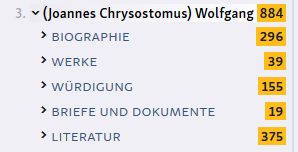 3. (Joannes Chrysostomus) Wolfgang 884
BIOGRAPHIE 296
WERKE 39
WÜRDIGUNG 155
BRIEFE UND DOKUMENTE 19
LITERATUR 375